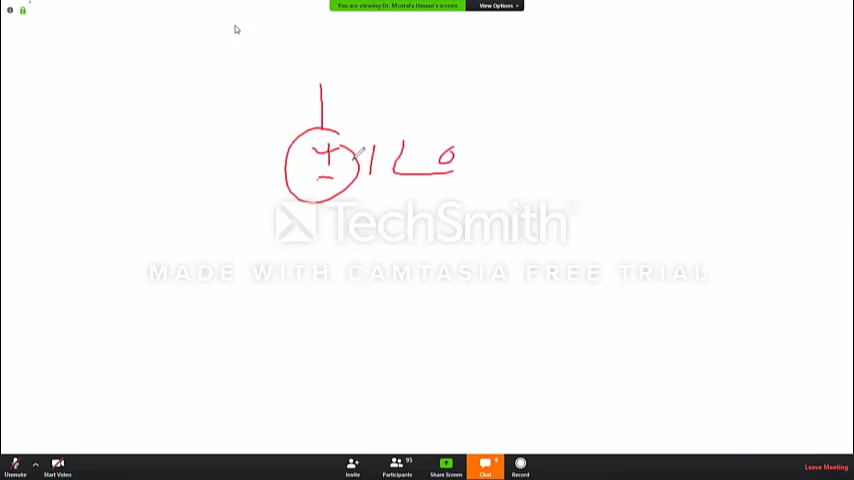 You are viewing Dr. Mostafa Hassan's screen
View Options
+
1∠0
−
TechSmith
MADE WITH CAMTASIA FREE TRIAL
95
9
Unmute
Start Video
Invite
Participants
Share Screen
Chat
Record
Leave Meeting